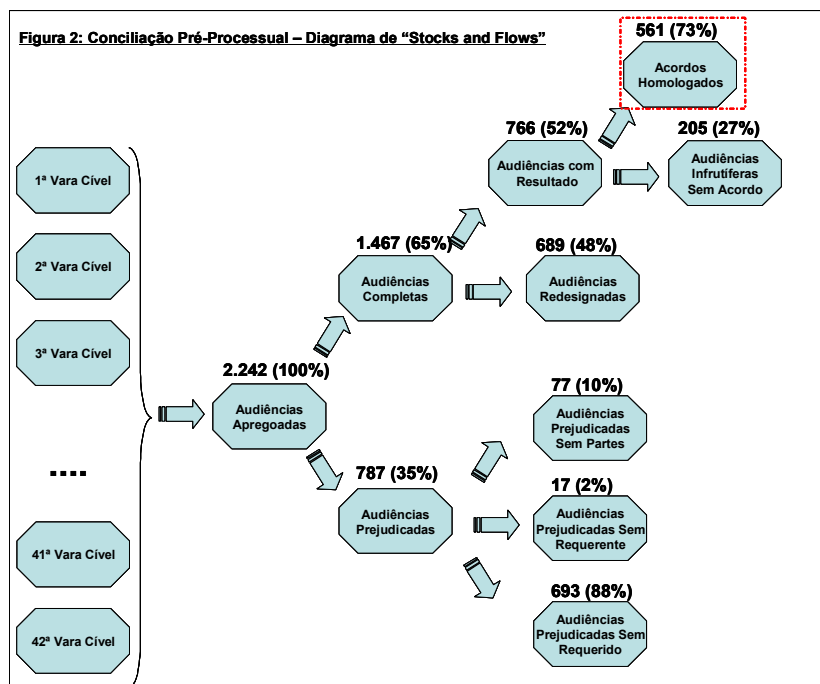 Figura 2: Conciliação Pré-Processual – Diagrama de “Stocks and Flows”
561 (73%)
Acordos
Homologados
766 (52%)
Audiências com
Resultado
205 (27%)
Audiências
Infrutíferas
Sem Acordo
1ª Vara Cível
2ª Vara Cível
3ª Vara Cível
....
41ª Vara Cível
42ª Vara Cível
1.467 (65%)
Audiências
Completas
689 (48%)
Audiências
Redesignadas
2.242 (100%)
Audiências
Apregoadas
787 (35%)
Audiências
Prejudicadas
77 (10%)
Audiências
Prejudicadas
Sem Partes
17 (2%)
Audiências
Prejudicadas Sem
Requerente
693 (88%)
Audiências
Prejudicadas Sem
Requerido